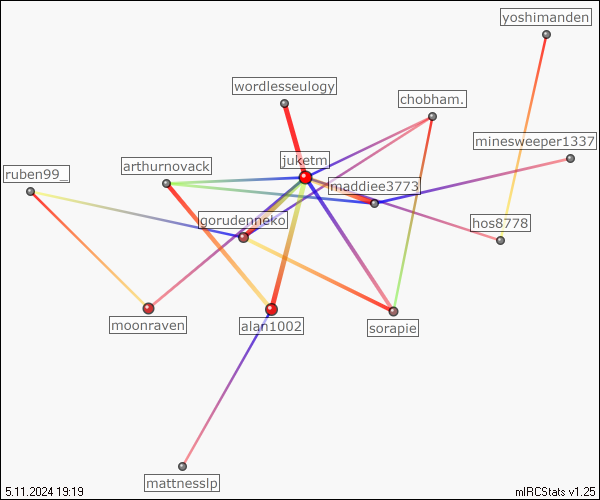 yoshimanden
wordlesseulogy
chobham.
minesweeper1337
juketm
arthurnovack
ruben99_
maddiee3773
gorudenneko
hos8778
moonraven
alan1002
sorapie
mattnesslp
5.11.2024 19:19
mIRCStats v1.25